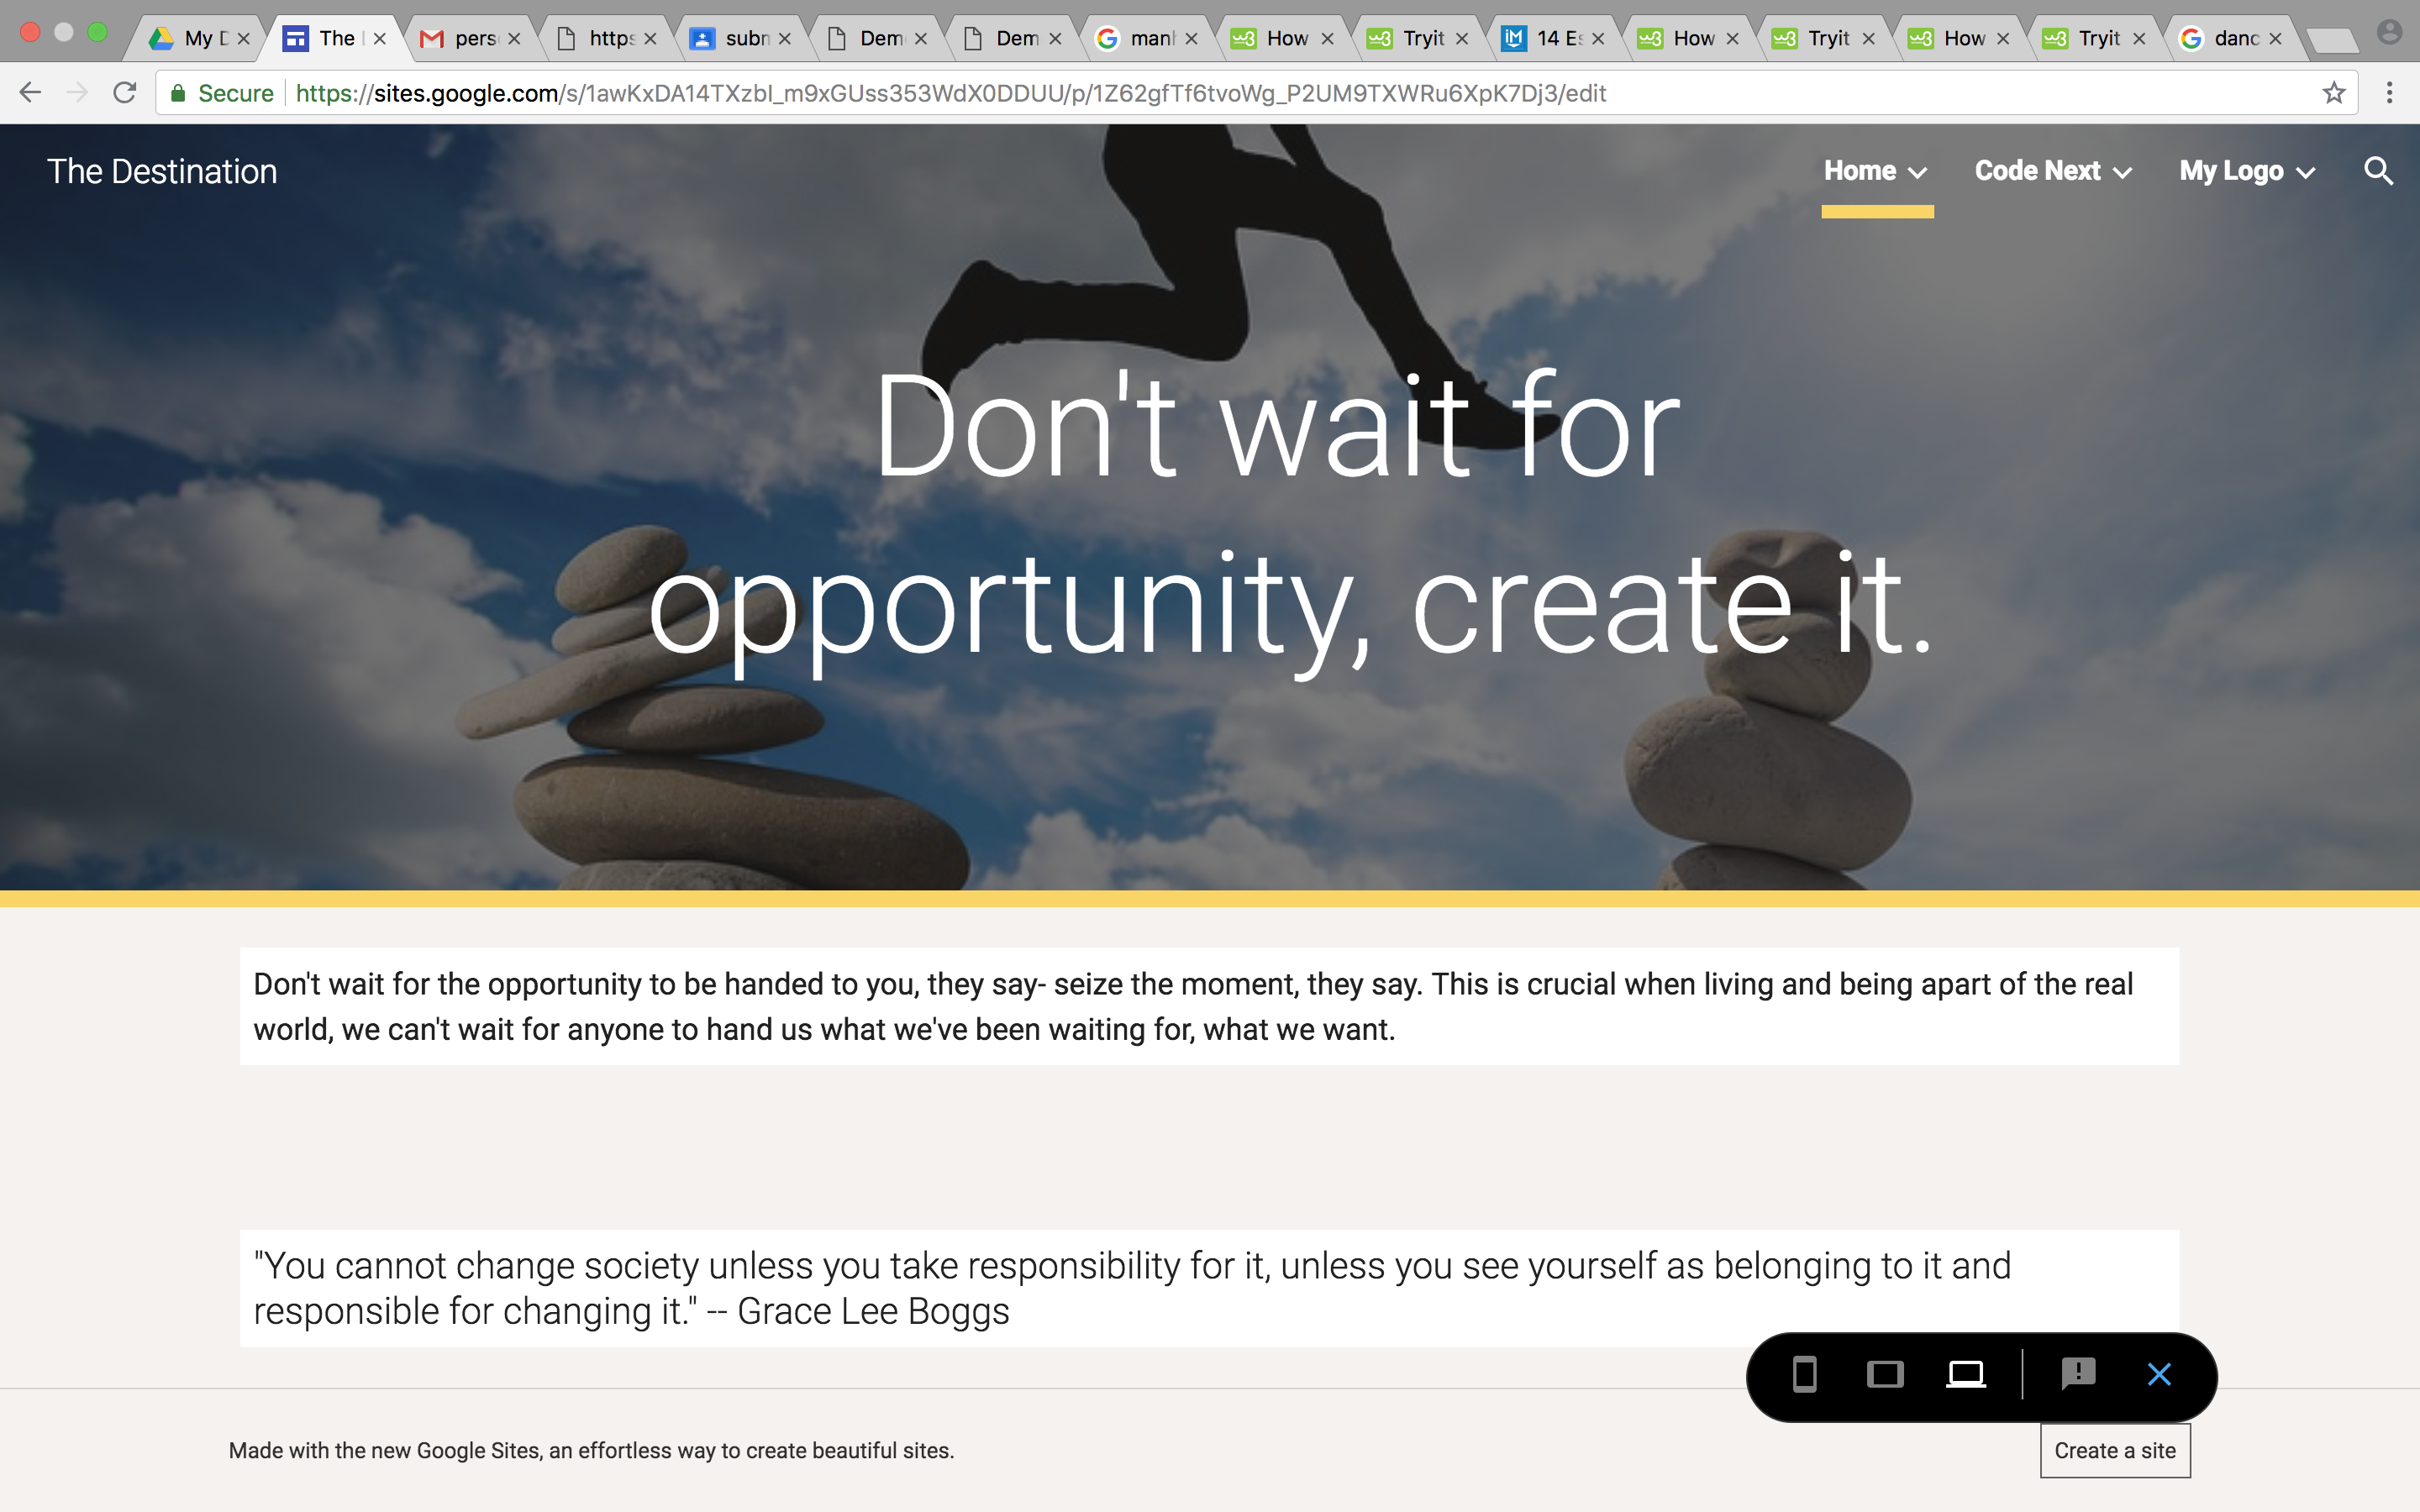 My D
The
pers
https
subn
Dem
Dem
manl
How
Tryit
14 Es
How
Tryit
How
Tryit
danc
Secure https://sites.google.com/s/1awKxDA14TXzbI_m9xGUss353WdX0DDUU/p/1Z62gfTf6tvoWg_P2UM9TXWRu6XpK7Dj3/edit
The Destination
Home
Code Next
My Logo
Don't wait for
opportunity, create it.
Don't wait for the opportunity to be handed to you, they say- seize the moment, they say. This is crucial when living and being apart of the real
world, we can't wait for anyone to hand us what we've been waiting for, what we want.
"You cannot change society unless you take responsibility for it, unless you see yourself as belonging to it and
responsible for changing it." -- Grace Lee Boggs
Made with the new Google Sites, an effortless way to create beautiful sites.
Create a site